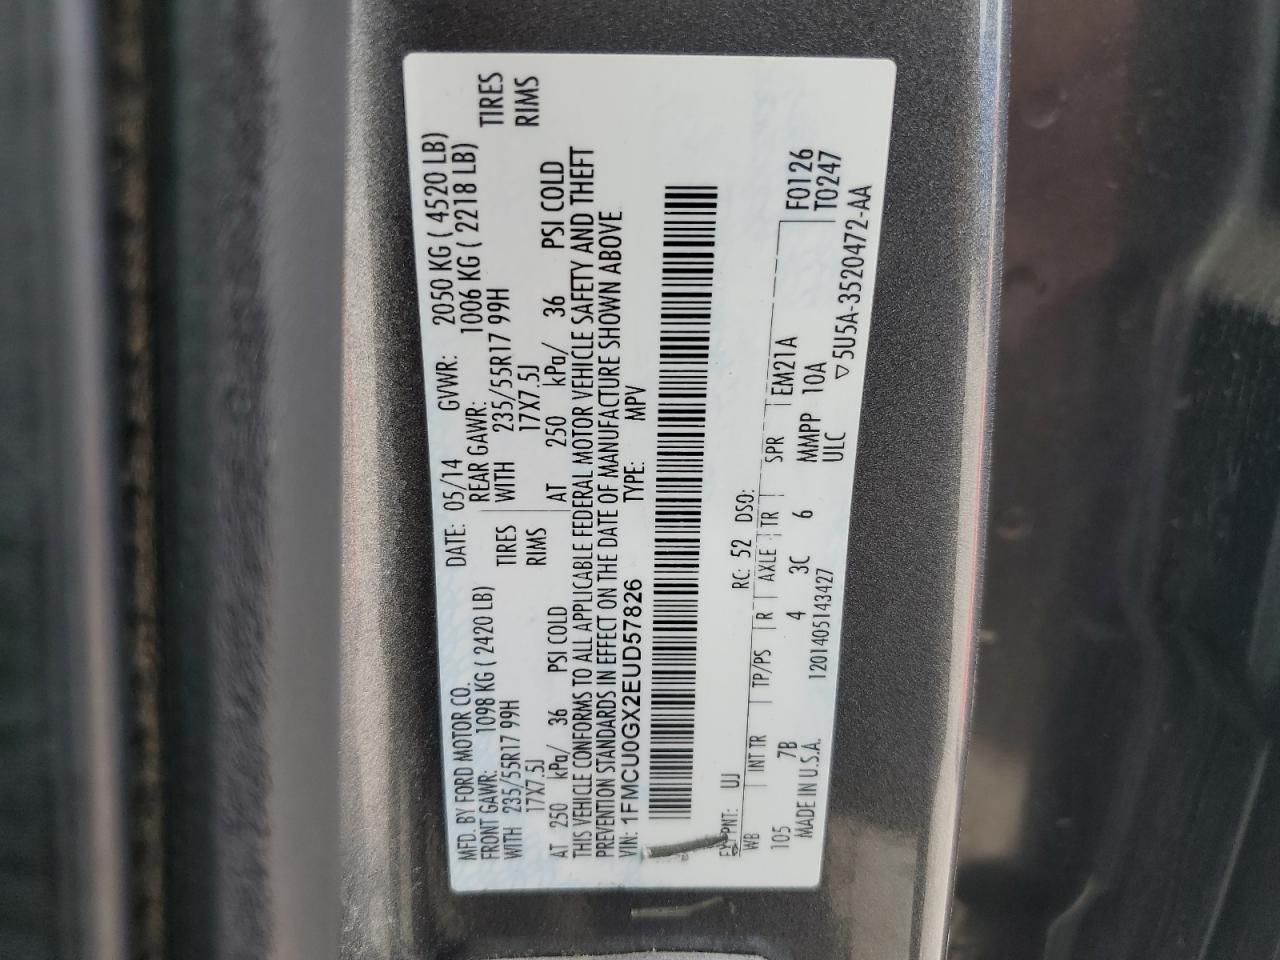 MFD. BY FORD MOTOR CO.
DATE: 05/14 GVWR: 2050 KG ( 4520 LB)
FRONT GAWR: 1098 KG ( 2420 LB) REAR GAWR: 1006 KG ( 2218 LB)
WITH 235/55R17 99H TIRES WITH 235/55R17 99H TIRES
17X7.5J RIMS 17X7.5J RIMS
AT 250 kPa/ 36 PSI COLD AT 250 kPa/ 36 PSI COLD
THIS VEHICLE CONFORMS TO ALL APPLICABLE FEDERAL MOTOR VEHICLE SAFETY AND THEFT
PREVENTION STANDARDS IN EFFECT ON THE DATE OF MANUFACTURE SHOWN ABOVE
VIN: 1FMCU0GX2EUD57826 TYPE: MPV
PNT: UJ RC: 52 DSO: F0126
WB INT TR TP/PS R AXLE TR SPR EM21A T0247
105 7B 4 3C 6 MMPP 10A
MADE IN U.S.A. 1201405143427 ULC ▽5U5A-3520472-AA